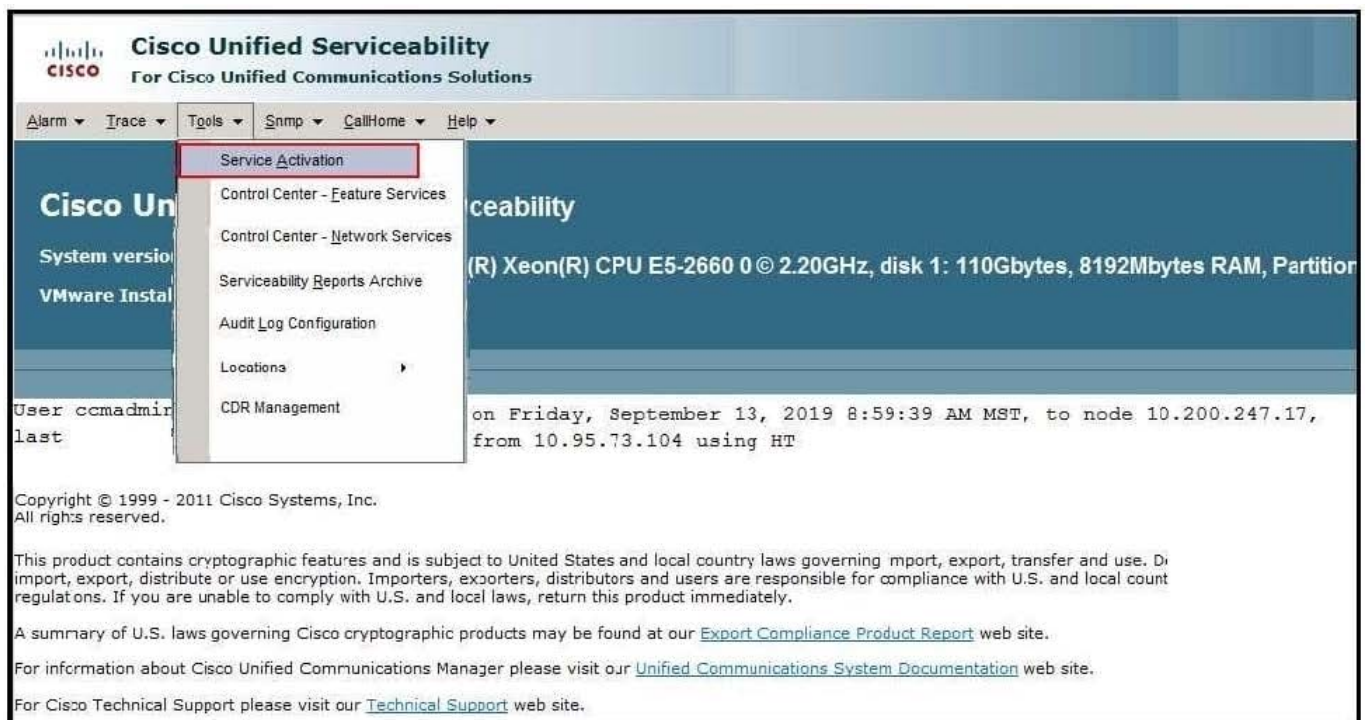 CISCO
Cisco Unified Serviceability
For Cisco Unified Communications Solutions
Alarm Trace Tools Snmp CallHome Help
Service Activation
Control Center - Feature Services
Control Center - Network Services
Serviceability Reports Archive
Audit Log Configuration
Locations
CDR Management
Cisco Un ceability
System versio (R) Xeon(R) CPU E5-2660 0 © 2.20GHz, disk 1: 110Gbytes, 8192Mbytes RAM, Partition
VMware Instal
User ccmadmin on Friday, September 13, 2019 8:59:39 AM MST, to node 10.200.247.17,
last from 10.95.73.104 using HT
Copyright © 1999 - 2011 Cisco Systems, Inc.
All rights reserved.
This product contains cryptographic features and is subject to United States and local country laws governing import, export, transfer and use. De
import, export, distribute or use encryption. Importers, exporters, distributors and users are responsible for compliance with U.S. and local count
regulations. If you are unable to comply with U.S. and local laws, return this product immediately.
A summary of U.S. laws governing Cisco cryptographic products may be found at our Export Compliance Product Report web site.
For information about Cisco Unified Communications Manager please visit our Unified Communications System Documentation web site.
For Cisco Technical Support please visit our Technical Support web site.